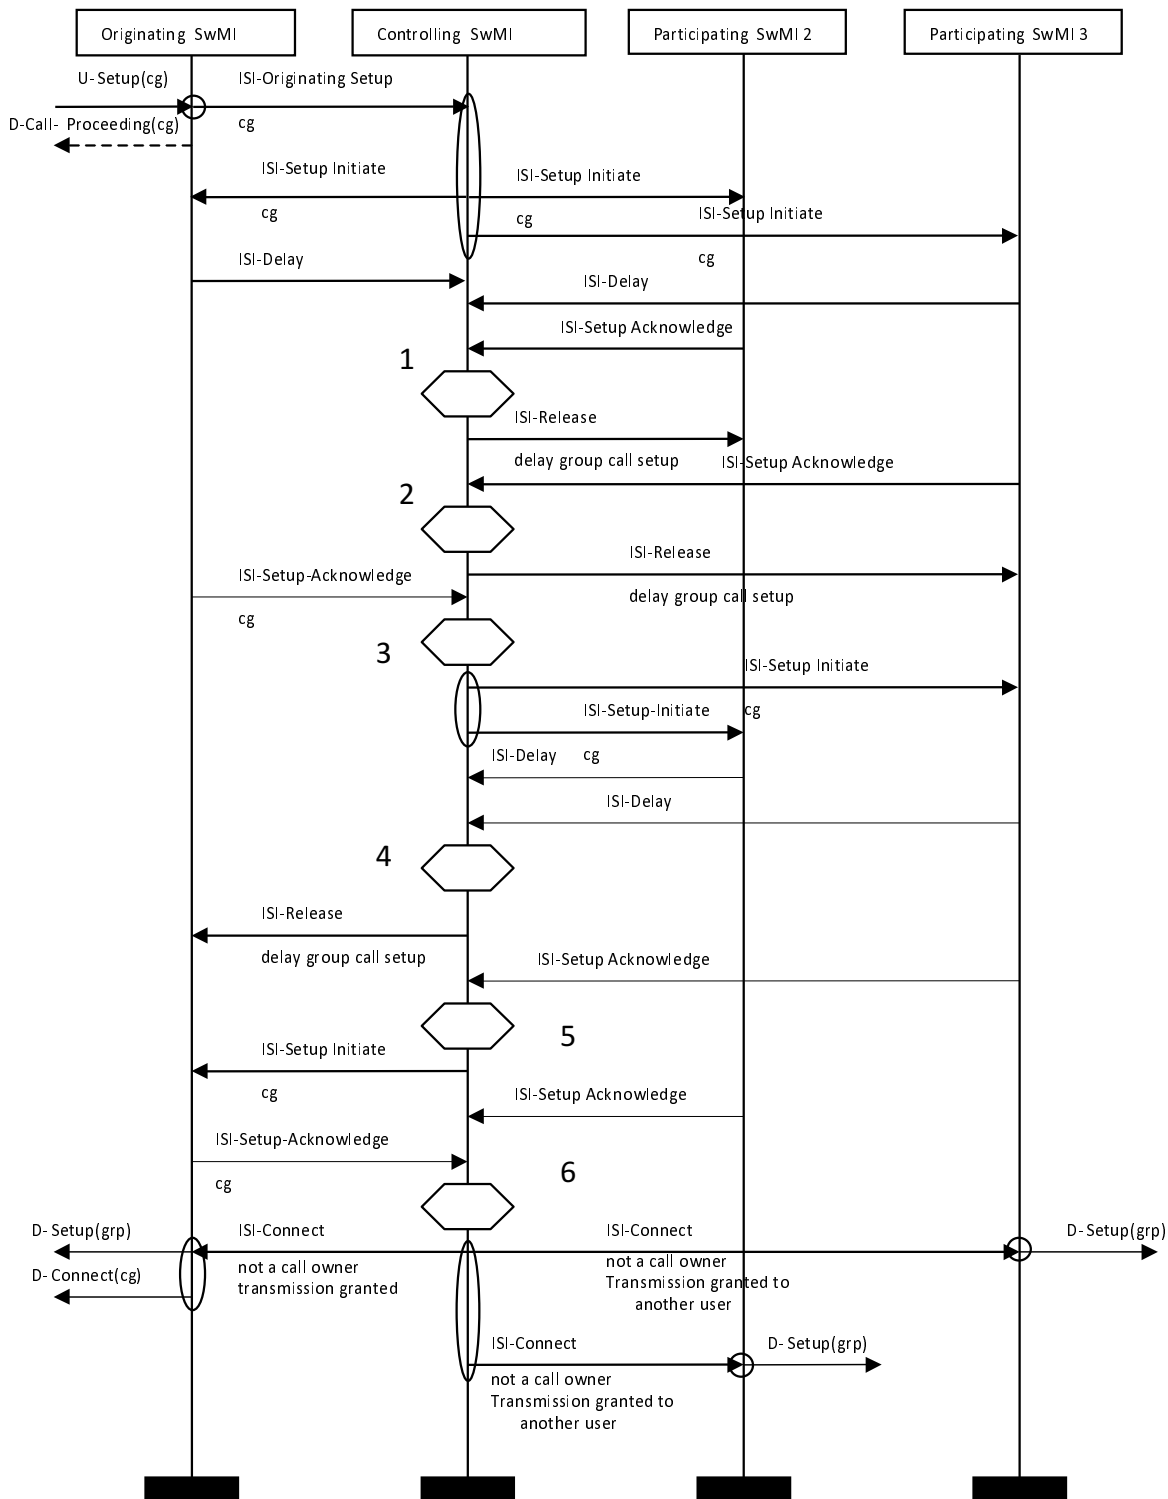 Originating SwMI
Controlling SwMI
Participating SwMI 2
Participating SwMI 3
U- Setup(cg)
ISI-Originating Setup
cg
D-Call- Proceeding(cg)
ISI-Setup Initiate
cg
ISI-Setup Initiate
cg
ISI-Setup Initiate
cg
ISI-Delay
ISI-Delay
ISI-Setup Acknowledge
1
ISI-Release
delay group call setup
ISI-Setup Acknowledge
2
ISI-Release
delay group call setup
ISI-Setup-Acknowledge
cg
3
ISI-Setup Initiate
cg
ISI-Setup-Initiate
cg
ISI-Delay
ISI-Delay
4
ISI-Release
delay group call setup
ISI-Setup Acknowledge
5
ISI-Setup Initiate
cg
ISI-Setup Acknowledge
ISI-Setup-Acknowledge
cg
6
D- Setup(grp)
ISI-Connect
not a call owner
transmission granted
ISI-Connect
not a call owner
Transmission granted to
another user
D- Setup(grp)
D- Connect(cg)
ISI-Connect
not a call owner
Transmission granted to
another user
D- Setup(grp)